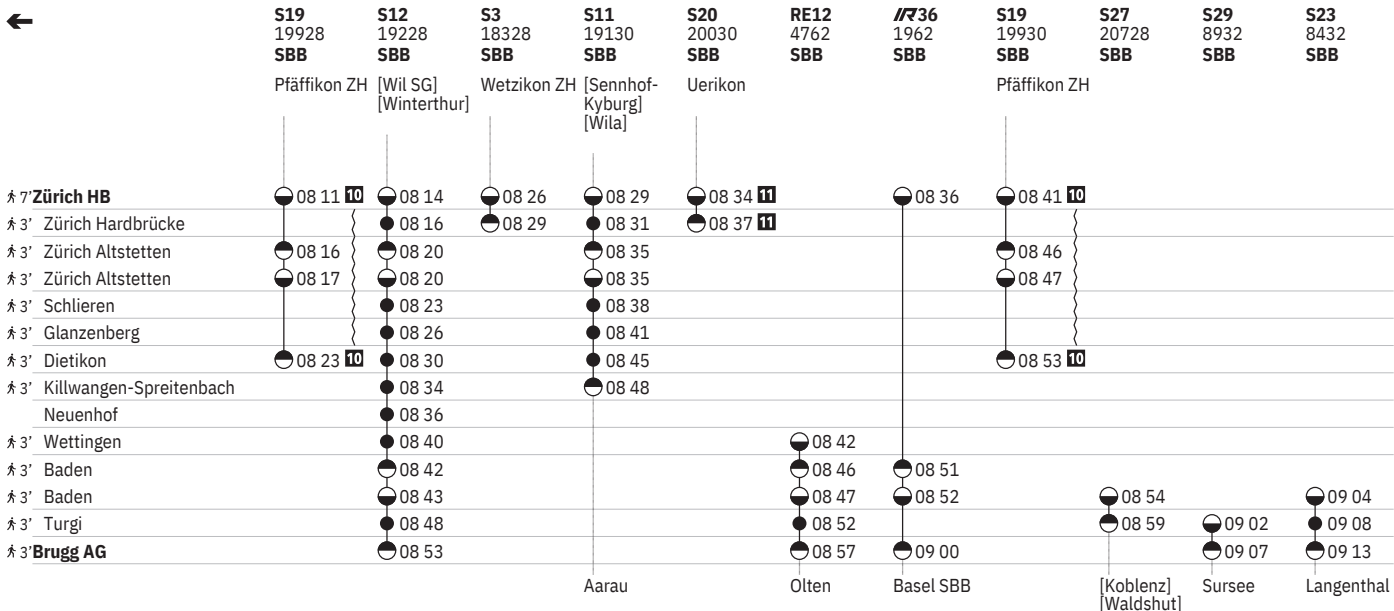 S19 S12 S3 S11 S20 RE12 IR36 S19 S27 S29 S23
19928 19228 18328 19130 20030 4762 1962 19930 20728 8932 8432
SBB SBB SBB SBB SBB SBB SBB SBB SBB SBB SBB
Pfäffikon ZH [Wil SG] Wetzikon ZH [Sennhof- Uerikon Pfäffikon ZH
[Winterthur] Kyburg]
[Wila]
7' Zürich HB 08 11 10 08 14 08 26 08 29 08 34 11 08 36 08 41 10
3' Zürich Hardbrücke 08 16 08 29 08 31 08 37 11
3' Zürich Altstetten 08 16 08 20 08 35 08 46
3' Zürich Altstetten 08 17 08 20 08 35 08 47
3' Schlieren 08 23 08 38
3' Glanzenberg 08 26 08 41
3' Dietikon 08 23 10 08 30 08 45 08 53 10
3' Killwangen-Spreitenbach 08 34 08 48
Neuenhof 08 36
3' Wettingen 08 40 08 42
3' Baden 08 42 08 46 08 51
3' Baden 08 43 08 47 08 52 08 54 09 04
3' Turgi 08 48 08 52 08 59 09 02 09 08
3' Brugg AG 08 53 08 57 09 00 09 07 09 13
Aarau Olten Basel SBB [Koblenz] Sursee Langenthal
[Waldshut]